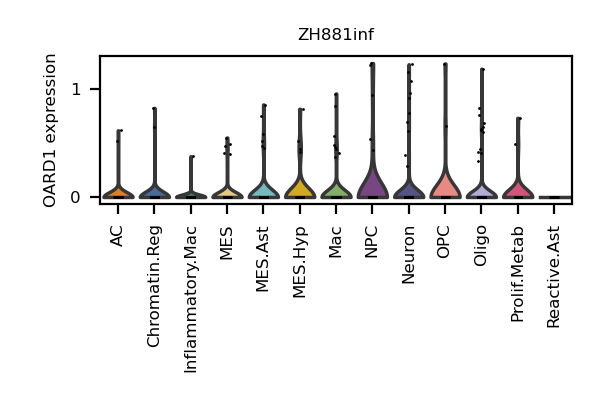 ZH881inf
OARD1 expression
1
0
AC
Chromatin.Reg
Inflammatory.Mac
MES
MES.Ast
MES.Hyp
Mac
NPC
Neuron
OPC
Oligo
Prolif.Metab
Reactive.Ast